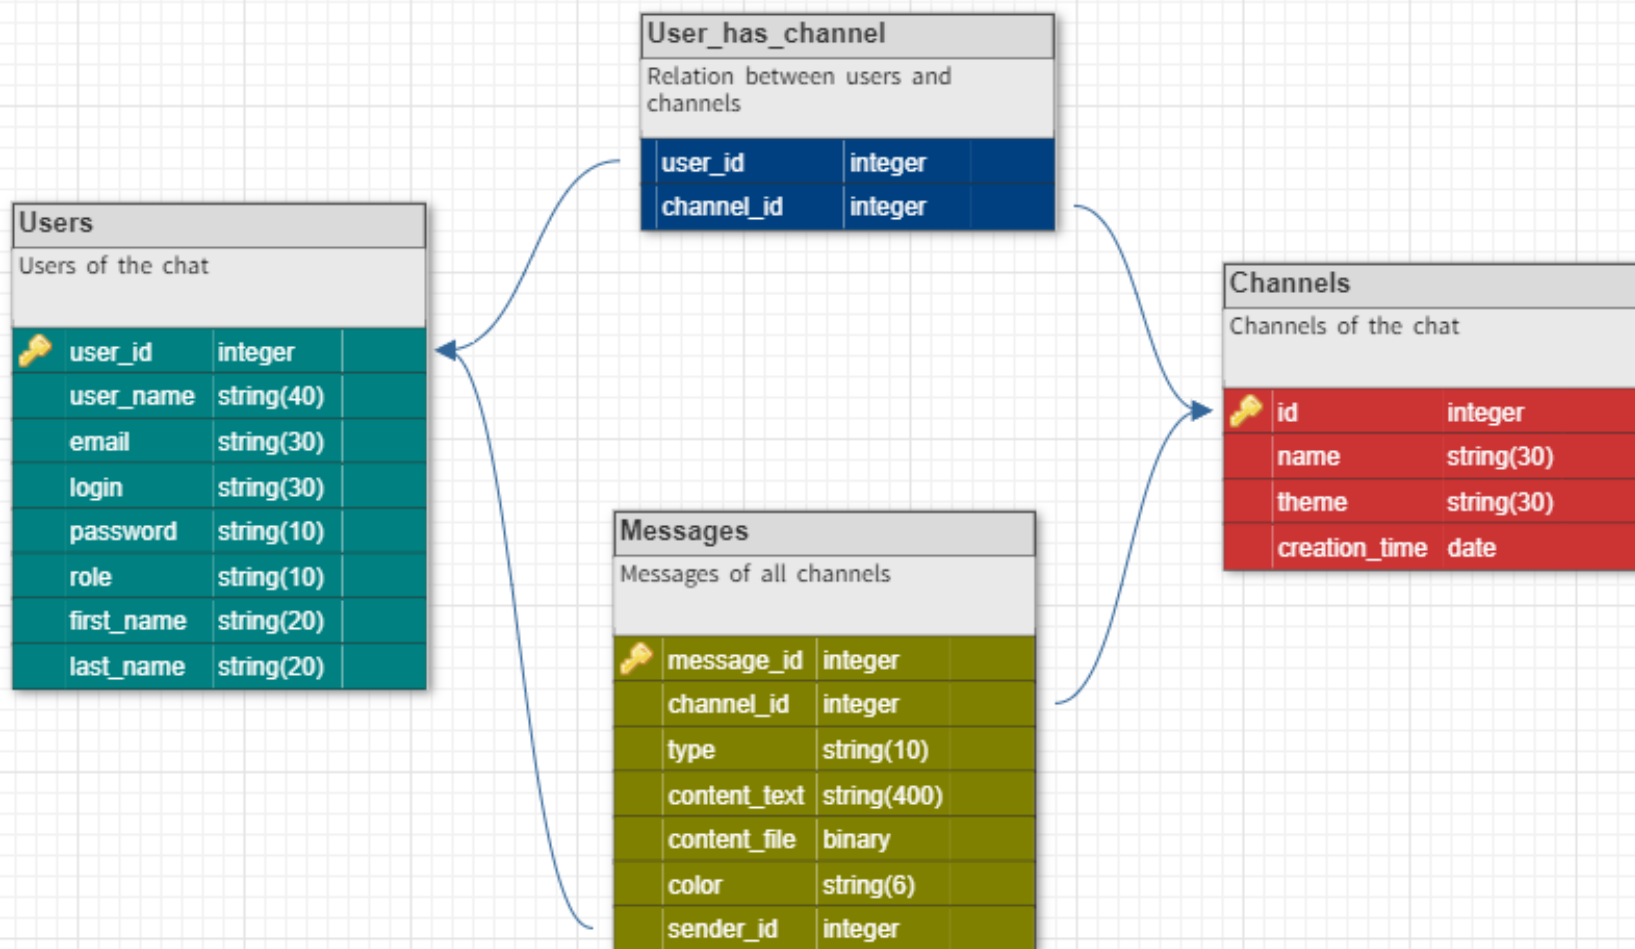 User_has_channel
Relation between users and
channels
user_id integer
channel_id integer
Users
Users of the chat
user_id integer
user_name string(40)
email string(30)
login string(30)
password string(10)
role string(10)
first_name string(20)
last_name string(20)
Channels
Channels of the chat
id integer
name string(30)
theme string(30)
creation_time date
Messages
Messages of all channels
message_id integer
channel_id integer
type string(10)
content_text string(400)
content_file binary
color string(6)
sender_id integer